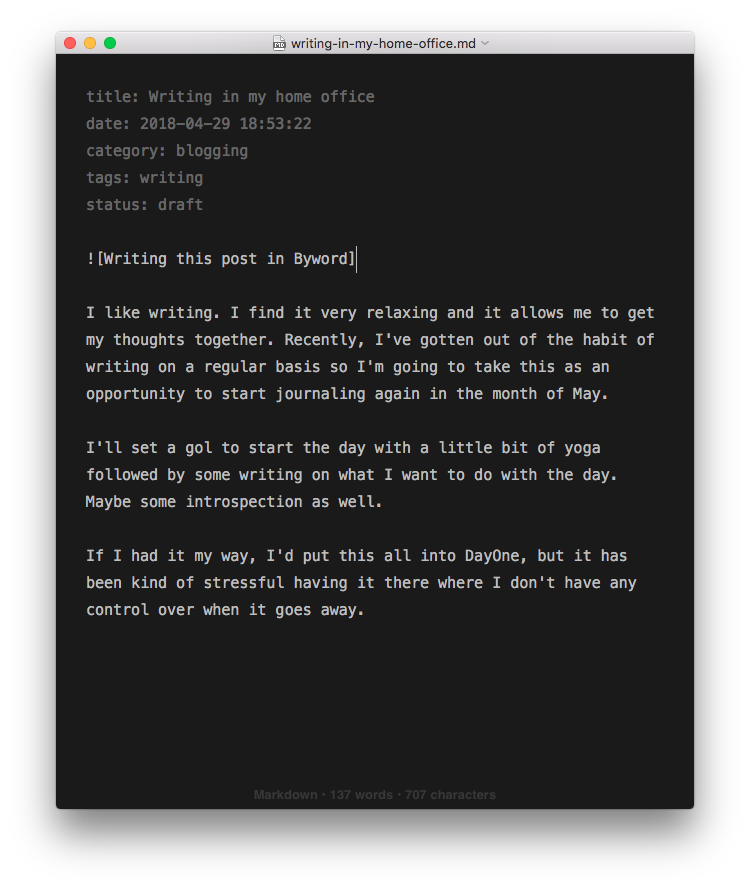 writing-in-my-home-office.md
title: Writing in my home office
date: 2018-04-29 18:53:22
category: blogging
tags: writing
status: draft
![Writing this post in Byword]
I like writing. I find it very relaxing and it allows me to get
my thoughts together. Recently, I've gotten out of the habit of
writing on a regular basis so I'm going to take this as an
opportunity to start journaling again in the month of May.
I'll set a gol to start the day with a little bit of yoga
followed by some writing on what I want to do with the day.
Maybe some introspection as well.
If I had it my way, I'd put this all into DayOne, but it has
been kind of stressful having it there where I don't have any
control over when it goes away.
Markdown • 137 words • 707 characters